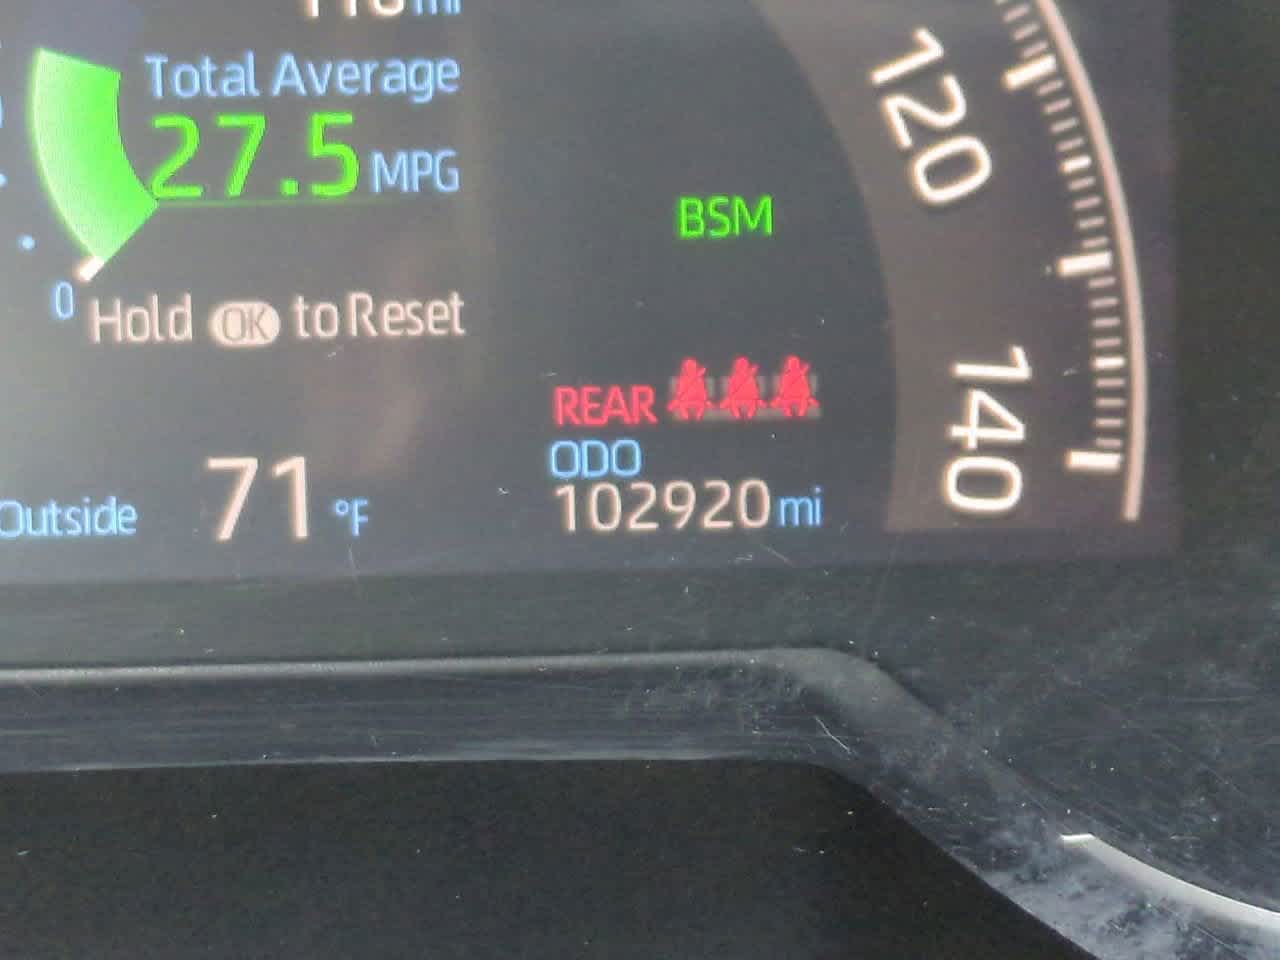 mi
Total Average
27.5 MPG
0
Hold OK to Reset
Outside 71 °F
BSM
REAR
ODO
102920 mi
120
140